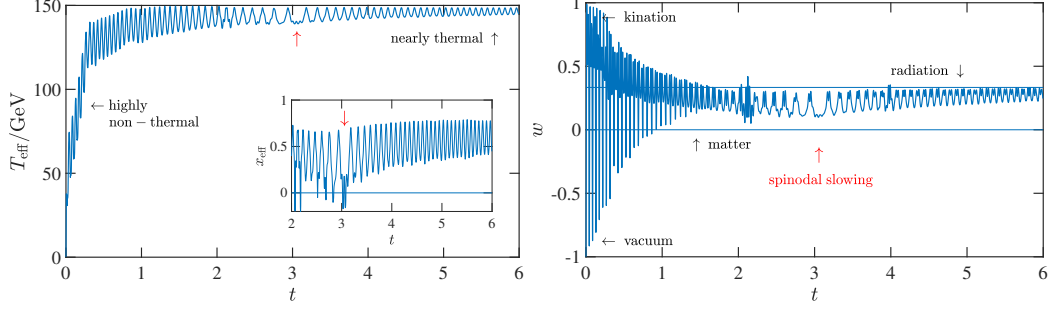 150
100
50
0
T_eff/GeV
← highly
non − thermal
nearly thermal ↑
↑
1
0.5
0
x_eff
↓
2 3 4 5 6
t
0 1 2 3 4 5 6
t
1
0.5
0
-0.5
-1
w
← kination
radiation ↓
↑ matter
↑
spinodal slowing
← vacuum
0 1 2 3 4 5 6
t